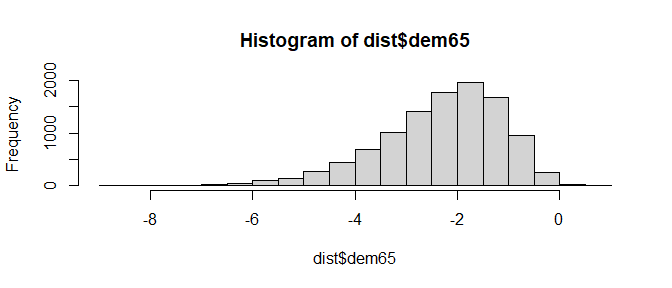 Histogram of dist$dem65
Frequency
2000
1000
0
-8 -6 -4 -2 0
dist$dem65